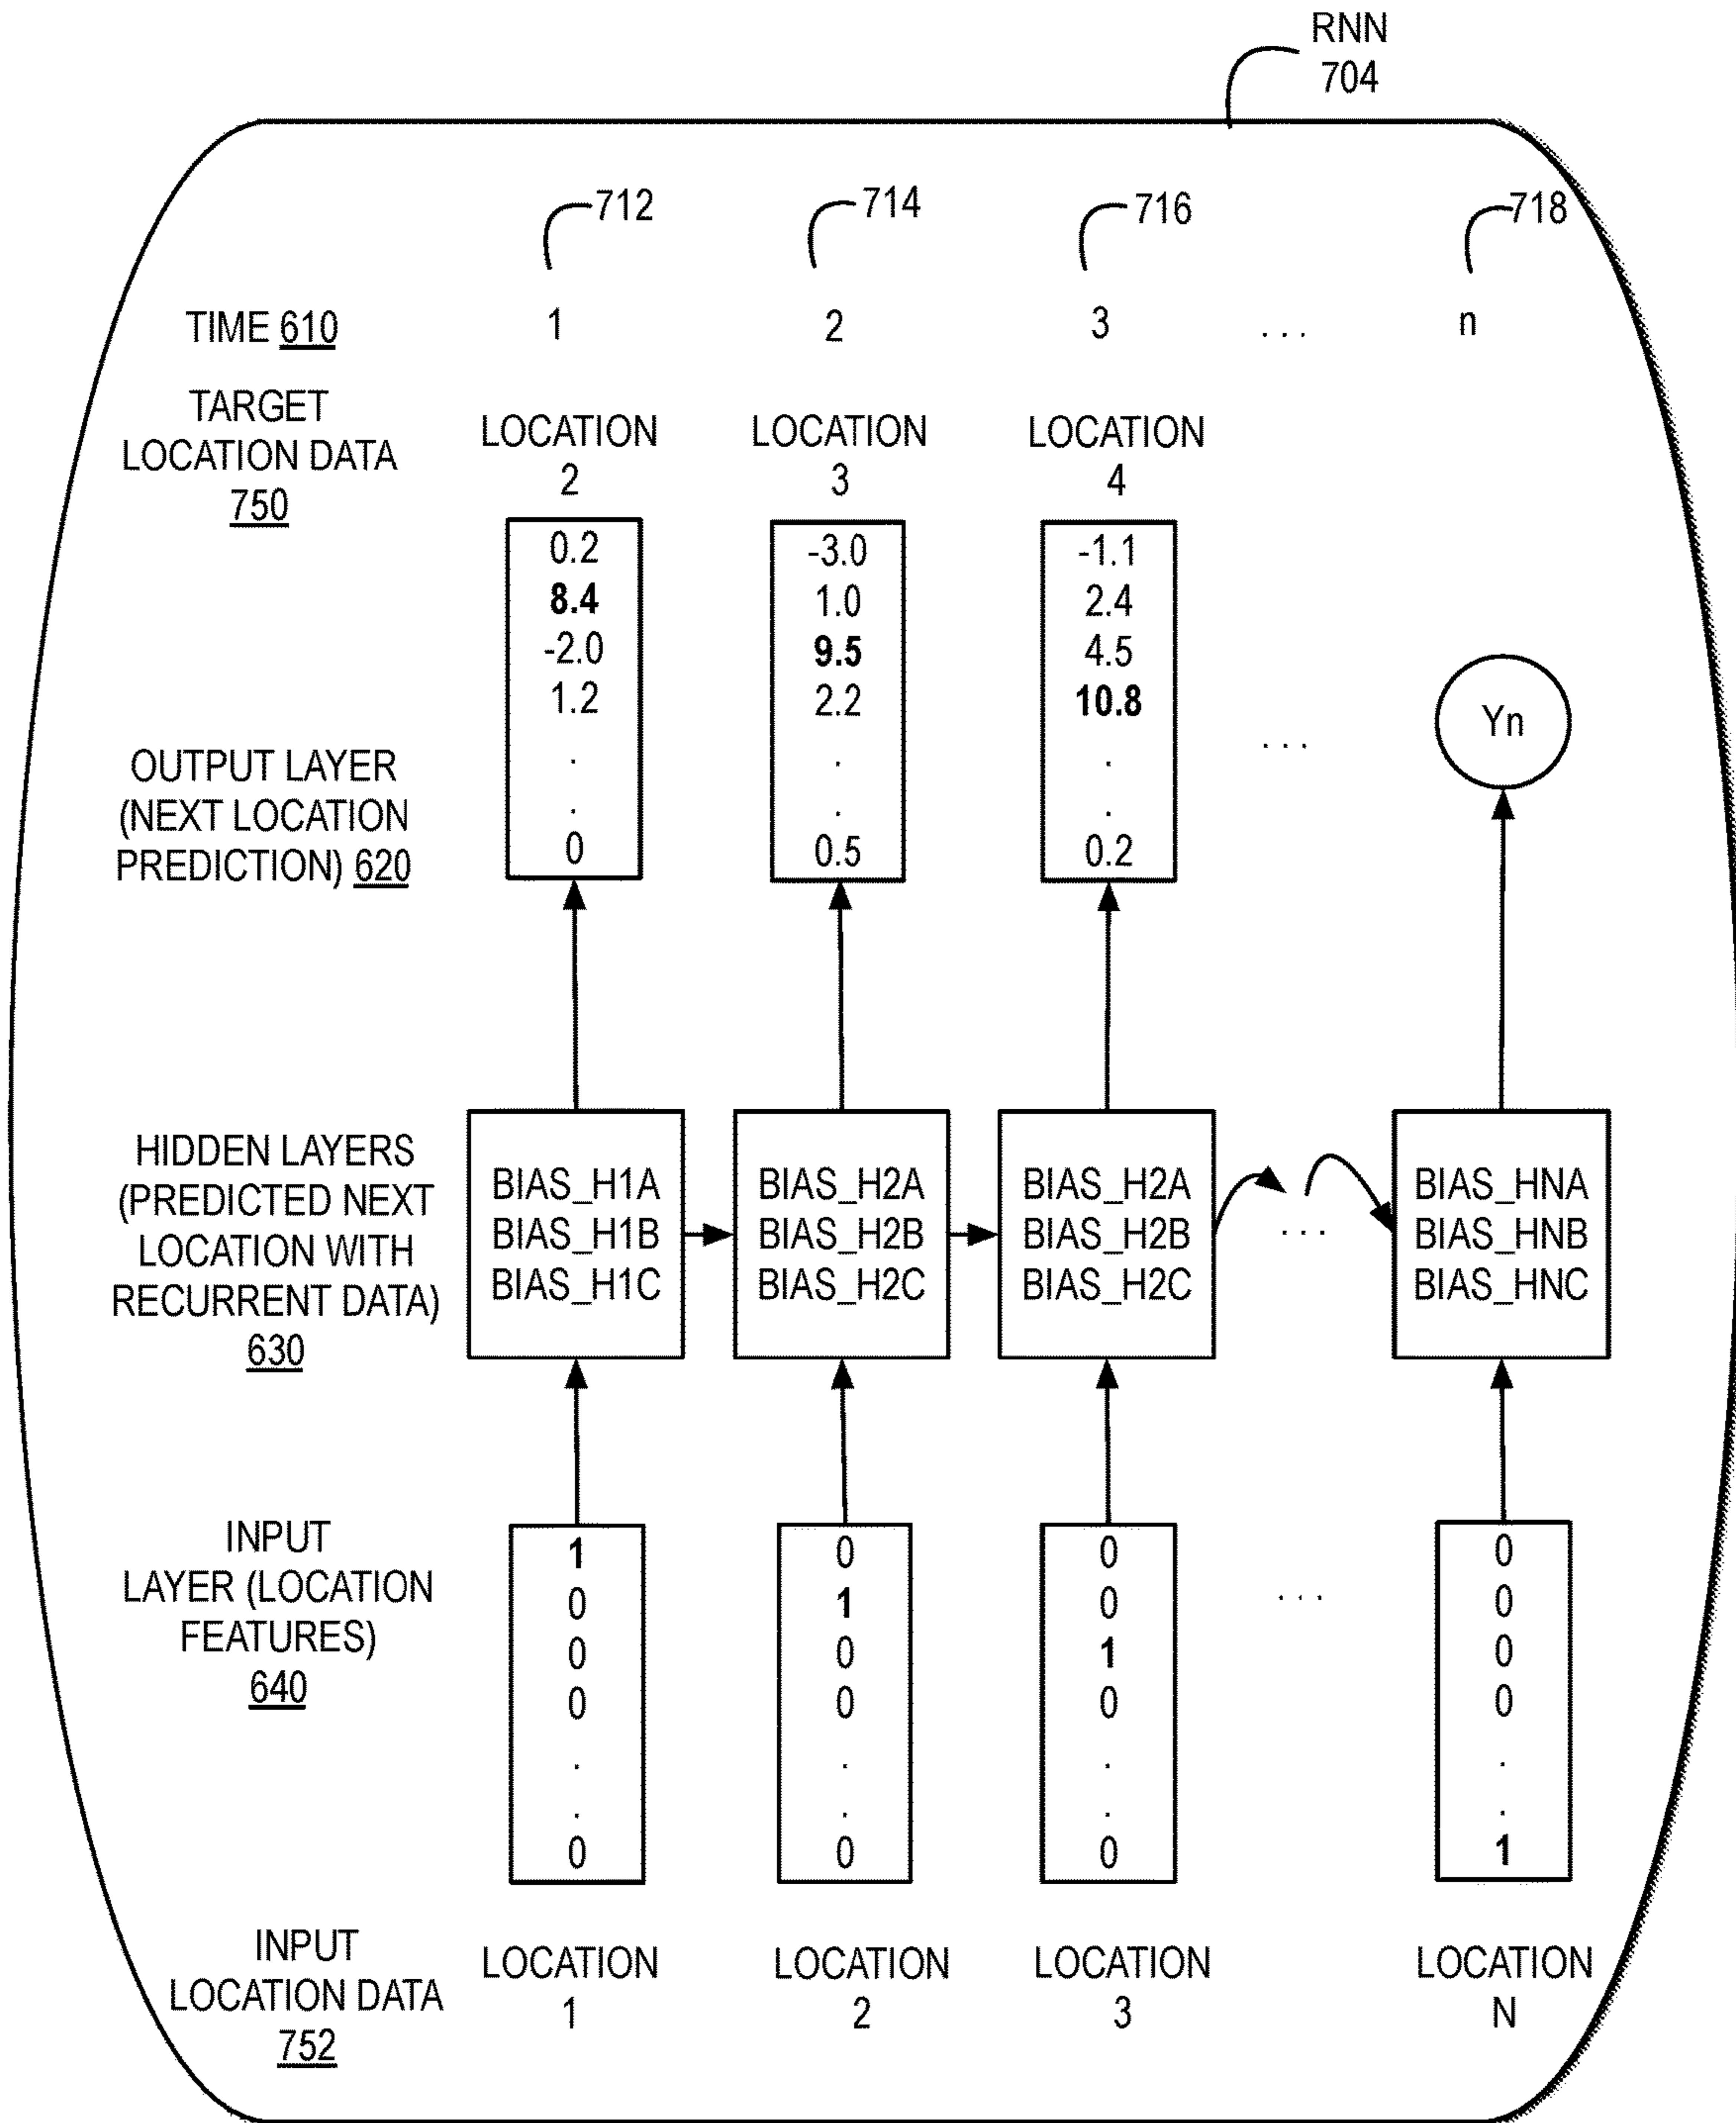 RNN
704
712
714
716
718
TIME 610
1
2
3
. . .
n
TARGET
LOCATION DATA
750
LOCATION
2
LOCATION
3
LOCATION
4
OUTPUT LAYER
(NEXT LOCATION
PREDICTION) 620
0.2
8.4
-2.0
1.2
.
.
0
-3.0
1.0
9.5
2.2
.
.
0.5
-1.1
2.4
4.5
10.8
.
.
0.2
. . .
Yn
HIDDEN LAYERS
(PREDICTED NEXT
LOCATION WITH
RECURRENT DATA)
630
BIAS_H1A
BIAS_H1B
BIAS_H1C
BIAS_H2A
BIAS_H2B
BIAS_H2C
BIAS_H2A
BIAS_H2B
BIAS_H2C
. . .
BIAS_HNA
BIAS_HNB
BIAS_HNC
INPUT
LAYER (LOCATION
FEATURES)
640
1
0
0
0
.
.
0
0
1
0
0
.
.
0
0
0
1
0
.
.
0
. . .
0
0
0
0
.
.
1
INPUT
LOCATION DATA
752
LOCATION
1
LOCATION
2
LOCATION
3
LOCATION
N